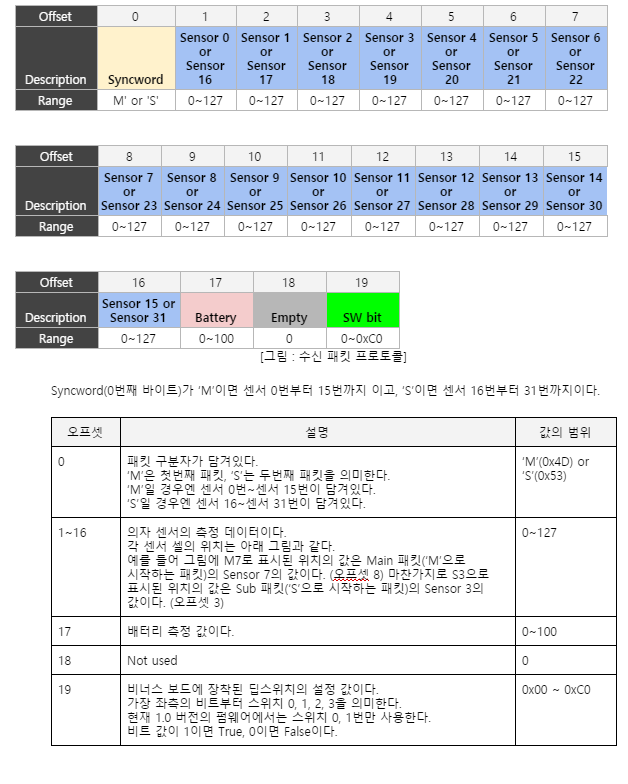 Offset 0 1 2 3 4 5 6 7
Description Syncword Sensor 0 or Sensor 16 Sensor 1 or Sensor 17 Sensor 2 or Sensor 18 Sensor 3 or Sensor 19 Sensor 4 or Sensor 20 Sensor 5 or Sensor 21 Sensor 6 or Sensor 22
Range M' or 'S' 0~127 0~127 0~127 0~127 0~127 0~127 0~127
Offset 8 9 10 11 12 13 14 15
Description Sensor 7 or Sensor 23 Sensor 8 or Sensor 24 Sensor 9 or Sensor 25 Sensor 10 or Sensor 26 Sensor 11 or Sensor 27 Sensor 12 or Sensor 28 Sensor 13 or Sensor 29 Sensor 14 or Sensor 30
Range 0~127 0~127 0~127 0~127 0~127 0~127 0~127 0~127
Offset 16 17 18 19
Description Sensor 15 or Sensor 31 Battery Empty SW bit
Range 0~127 0~100 0 0~0xC0
[그림 : 수신 패킷 프로토콜]
Syncword(0번째 바이트)가 'M'이면 센서 0번부터 15번까지 이고, 'S'이면 센서 16번부터 31번까지이다.
오프셋 설명 값의 범위
0 패킷 구분자가 담겨있다. 'M'(0x4D) or
'M'은 첫번째 패킷, 'S'는 두번째 패킷을 의미한다. 'S'(0x53)
'M'일 경우엔 센서 0번~센서 15번이 담겨있다.
'S'일 경우엔 센서 16~센서 31번이 담겨있다.
1~16 의자 센서의 측정 데이터이다. 0~127
각 센서 셀의 위치는 아래 그림과 같다.
예를 들어 그림에 M7로 표시된 위치의 값은 Main 패킷('M'으로
시작하는 패킷)의 Sensor 7의 값이다. (오프셋 8) 마찬가지로 S3으로
표시된 위치의 값은 Sub 패킷('S'으로 시작하는 패킷)의 Sensor 3의
값이다. (오프셋 3)
17 배터리 측정 값이다. 0~100
18 Not used 0
19 비너스 보드에 장착된 딥스위치의 설정 값이다. 0x00 ~ 0xC0
가장 좌측의 비트부터 스위치 0, 1, 2, 3을 의미한다.
현재 1.0 버전의 펌웨어에서는 스위치 0, 1번만 사용한다.
비트 값이 1이면 True, 0이면 False이다.